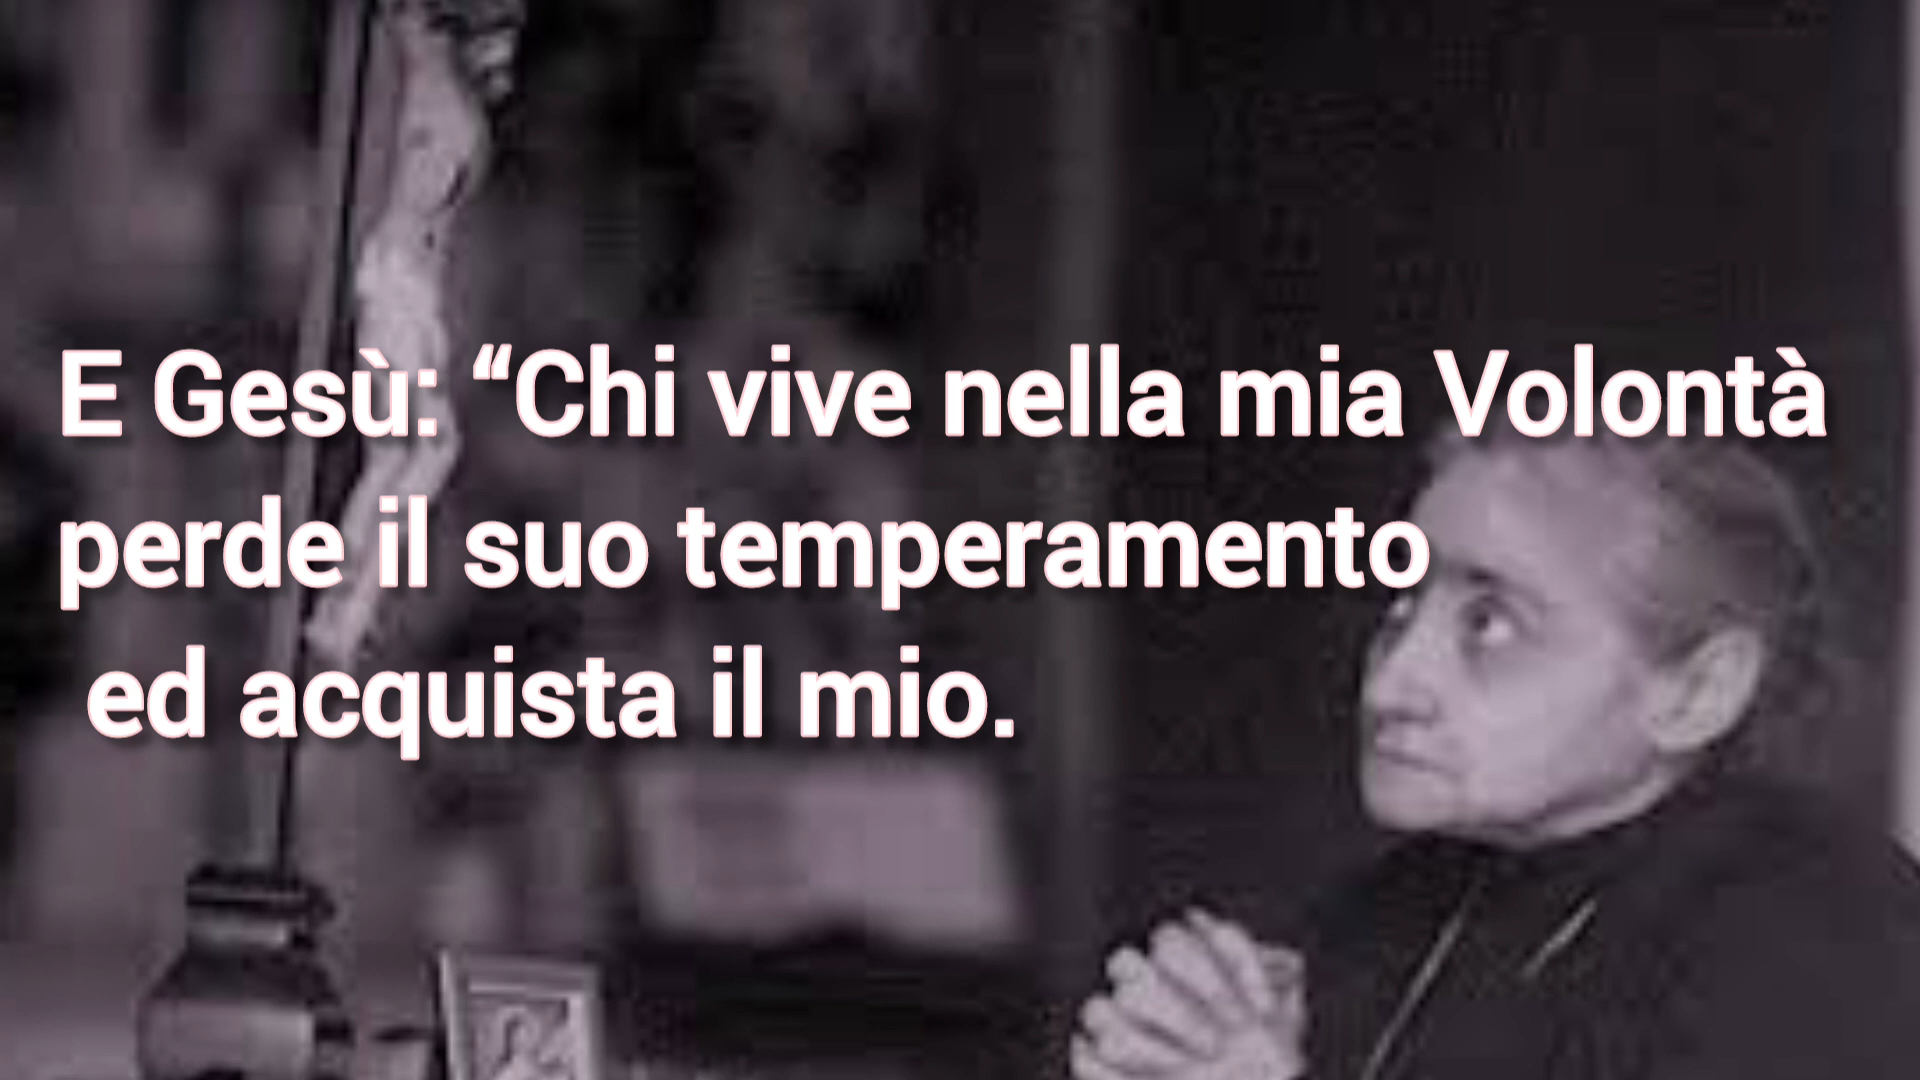 E Gesù: “Chi vive nella mia Volontà
perde il suo temperamento
ed acquista il mio.